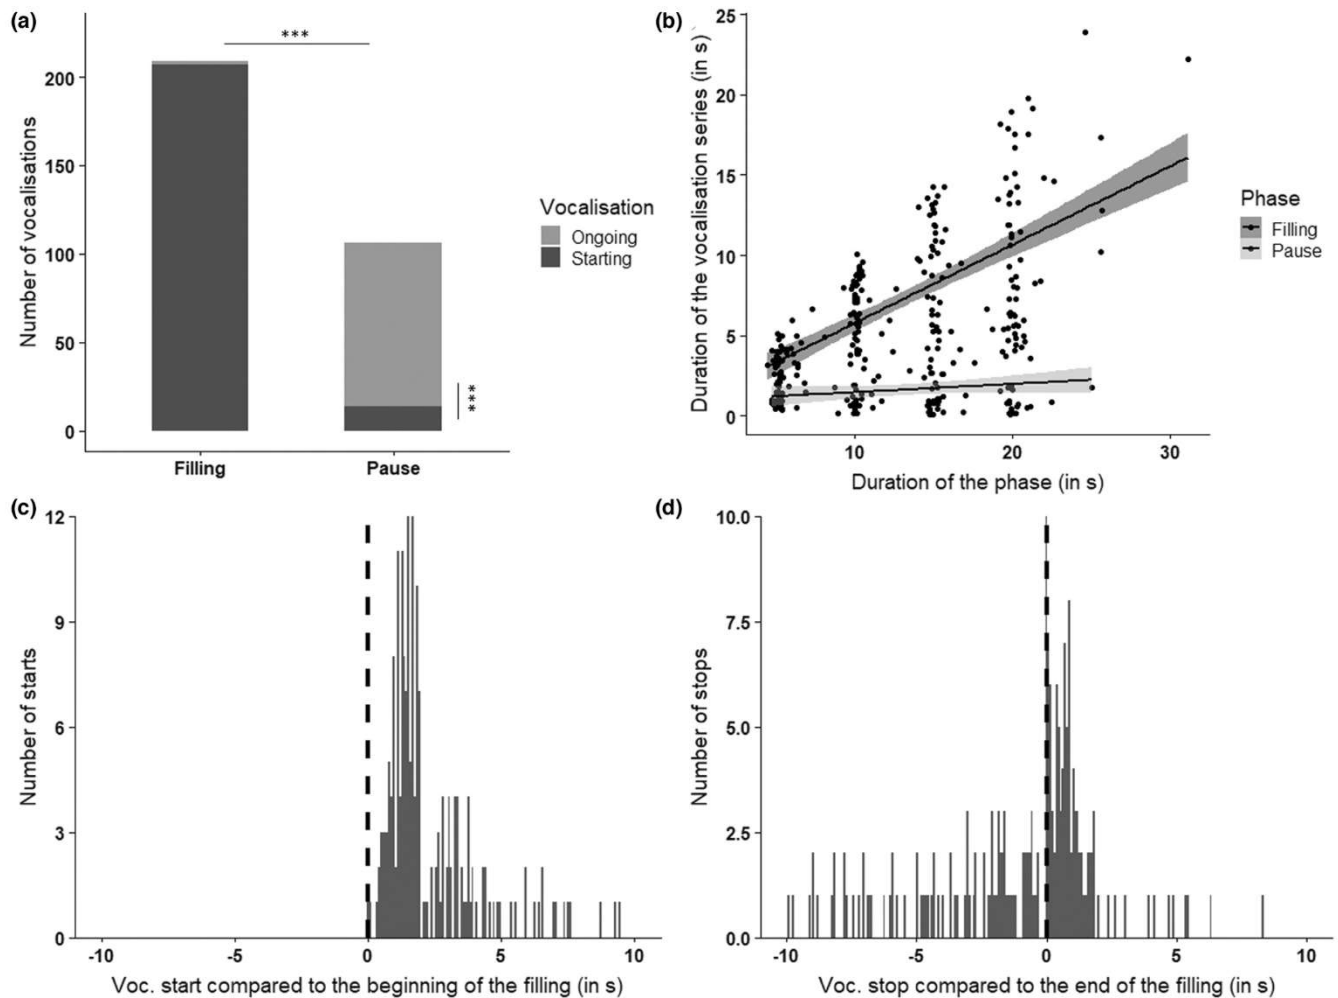 (a)
***
200
150
100
50
0
Number of vocalisations
Filling
Pause
***
Vocalisation
Ongoing
Starting
(b)
25
20
15
10
5
0
Duration of the vocalisation series (in s)
10
20
30
Duration of the phase (in s)
Phase
Filling
Pause
(c)
12
9
6
3
0
Number of starts
-10
-5
0
5
10
Voc. start compared to the beginning of the filling (in s)
(d)
10.0
7.5
5.0
2.5
0.0
Number of stops
-10
-5
0
5
10
Voc. stop compared to the end of the filling (in s)